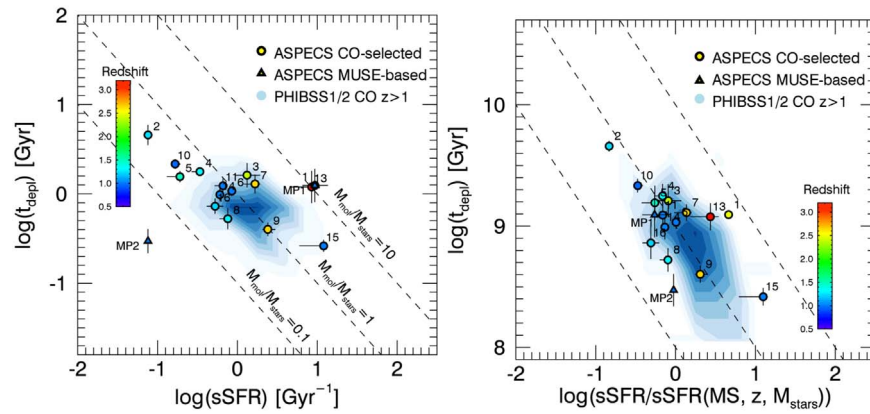 2
1
0
-1
log(t_depl) [Gyr]
-2
-1
0
1
2
log(sSFR) [Gyr⁻¹]
Redshift
3.0
2.5
2.0
1.5
1.0
0.5
ASPECS CO-selected
ASPECS MUSE-based
PHIBSS1/2 CO z>1
2
10
5
4
11
3
7
6
8
9
1
13
MP1
15
MP2
M_mol/M_stars=10
M_mol/M_stars=1
M_mol/M_stars=0.1
10
9
8
log(t_depl) [Gyr]
-2
-1
0
1
2
log(sSFR/sSFR(MS, z, M_stars))
ASPECS CO-selected
ASPECS MUSE-based
PHIBSS1/2 CO z>1
Redshift
3.0
2.5
2.0
1.5
1.0
0.5
2
10
4
3
7
13
1
MP1
16
8
9
MP2
15